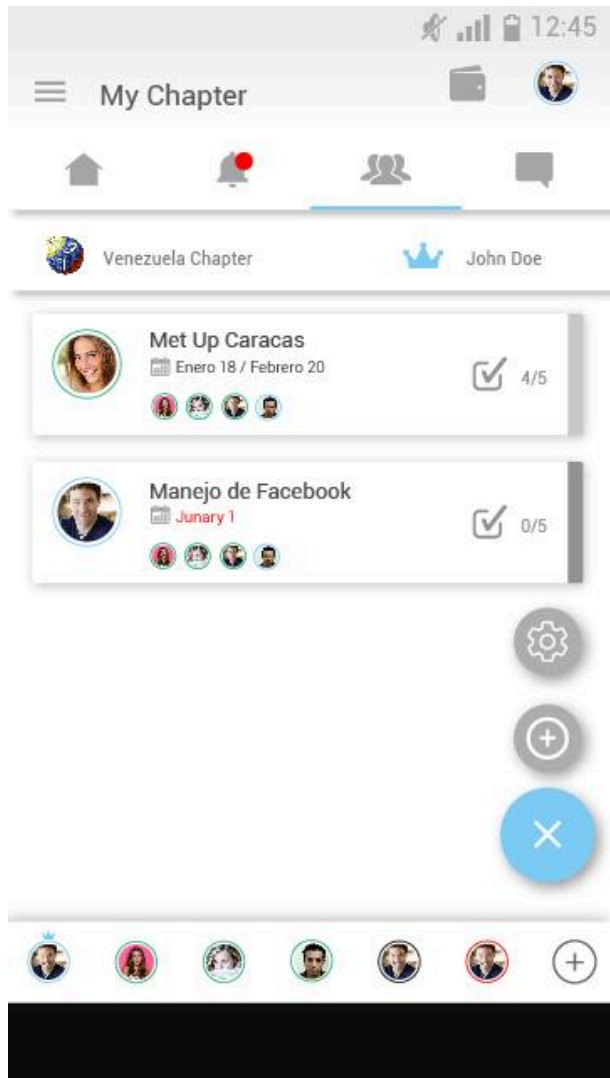 12:45
My Chapter
Venezuela Chapter
John Doe
Met Up Caracas
Enero 18 / Febrero 20
4/5
Manejo de Facebook
Junary 1
0/5